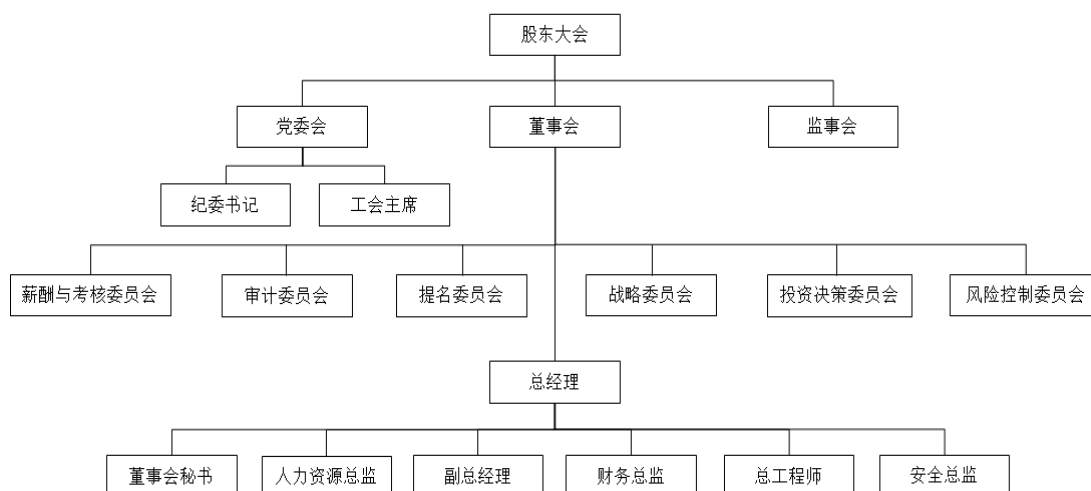 股东大会
党委会
董事会
监事会
纪委书记
工会主席
薪酬与考核委员会
审计委员会
提名委员会
战略委员会
投资决策委员会
风险控制委员会
总经理
董事会秘书
人力资源总监
副总经理
财务总监
总工程师
安全总监